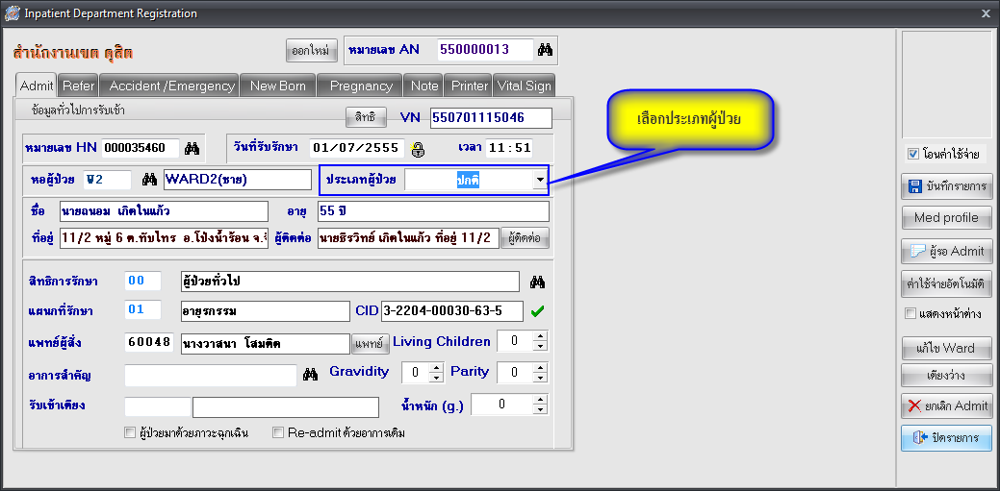 Inpatient Department Registration
สำนักงานเขต ดุสิต
ออกใหม่ หมายเลข AN 550000013
Admit Refer Accident /Emergency New Born Pregnancy Note Printer Vital Sign
ข้อมูลทั่วไปการรับเข้า
สิทธิ VN 550701115046
เลือกประเภทผู้ป่วย
หมายเลข HN 000035460 วันที่รับรักษา 01/07/2555 เวลา 11:51
หอผู้ป่วย W2 WARD2(ชาย) ประเภทผู้ป่วย ปกติ
ชื่อ นายถนอม เกิดในแก้ว อายุ 55 ปี
ที่อยู่ 11/2 หมู่ 6 ต.ทับไทร อ.โป่งน้ำร้อน จ.จ ผู้ติดต่อ นายธีรวิทย์ เกิดในแก้ว ที่อยู่ 11/2 ผู้ติดต่อ
สิทธิการรักษา 00 ผู้ป่วยทั่วไป
แผนกที่รักษา 01 อายุรกรรม CID 3-2204-00030-63-5
แพทย์ผู้สั่ง 60048 นางวาสนา โสมติด แพทย์ Living Children 0
อาการสำคัญ Gravidity 0 Parity 0
รับเข้าเตียง น้ำหนัก (g.) 0
ผู้ป่วยมาด้วยภาวะฉุกเฉิน Re-admit ด้วยอาการเดิม
โอนค่าใช้จ่าย
บันทึกรายการ
Med profile
ผู้รอ Admit
ค่าใช้จ่ายอัตโนมัติ
แสดงหน้าต่าง
แก้ไข Ward
เตียงว่าง
ยกเลิก Admit
ปิดรายการ